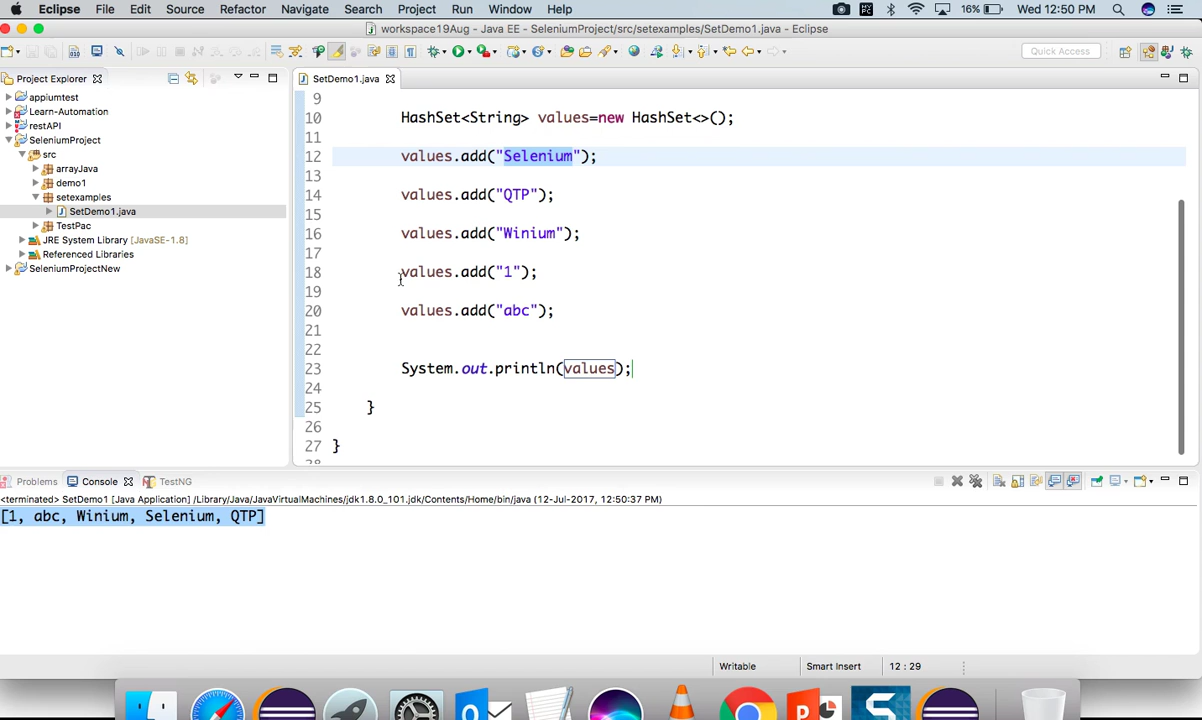 Eclipse File Edit Source Refactor Navigate Search Project Run Window Help 16% Wed 12:50 PM
workspace19Aug - Java EE - SeleniumProject/src/setexamples/SetDemo1.java - Eclipse
Quick Access
Project Explorer
appiumtest
Learn-Automation
restAPI
SeleniumProject
src
arrayJava
demo1
setexamples
SetDemo1.java
TestPac
JRE System Library [JavaSE-1.8]
Referenced Libraries
SeleniumProjectNew
SetDemo1.java
9
10 HashSet<String> values=new HashSet<>();
11
12 values.add("Selenium");
13
14 values.add("QTP");
15
16 values.add("Winium");
17
18 values.add("1");
19
20 values.add("abc");
21
22
23 System.out.println(values);
24
25 }
26
27 }
28
Problems Console TestNG
<terminated> SetDemo1 [Java Application] /Library/Java/JavaVirtualMachines/jdk1.8.0_101.jdk/Contents/Home/bin/java (12-Jul-2017, 12:50:37 PM)
[1, abc, Winium, Selenium, QTP]
Writable Smart Insert 12 : 29